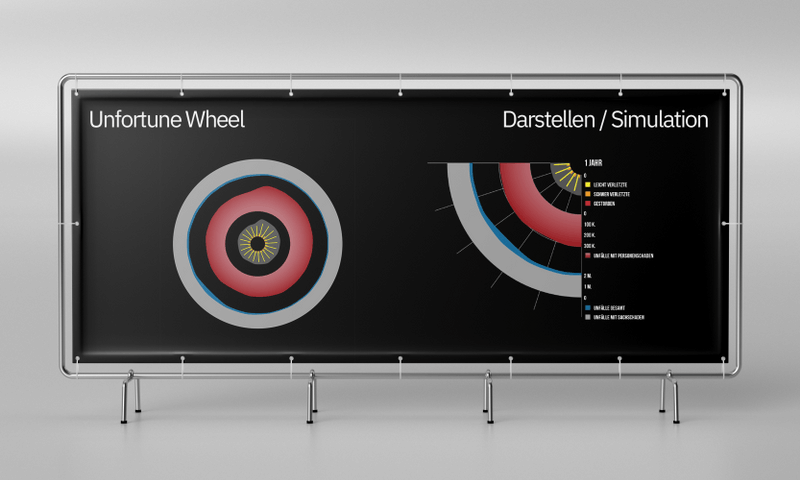 Unfortune Wheel
Darstellen / Simulation
1 JAHR
0
LEICHT VERLETZTE
SCHWER VERLETZTE
GESTORBEN
0
100 K.
200 K.
300 K.
UNFÄLLE MIT PERSONENSCHADEN
2 M.
1 M.
0
UNFÄLLE GESAMT
UNFÄLLE MIT SACHSCHADEN